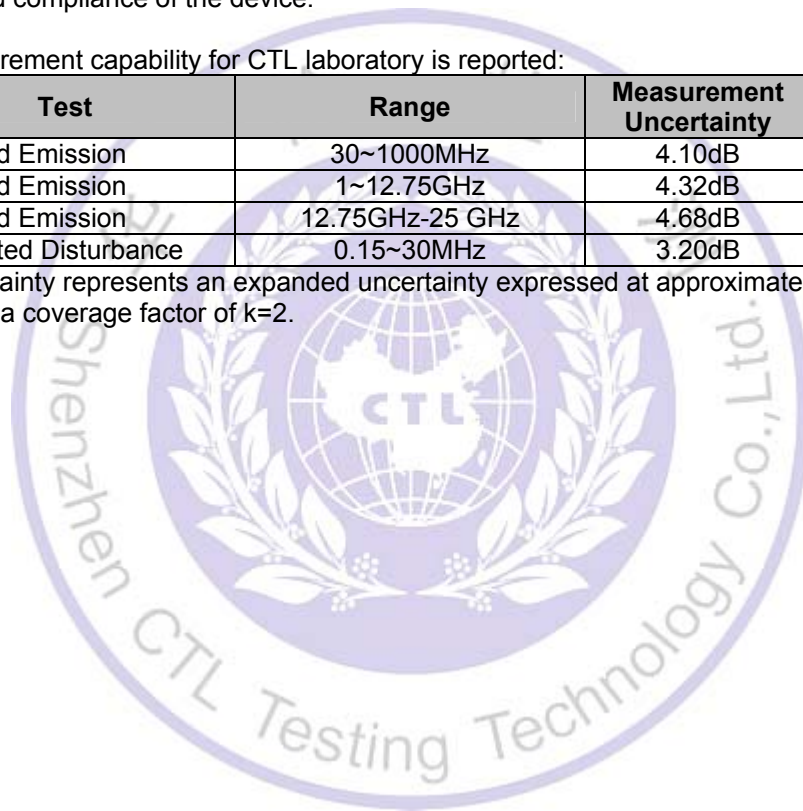 d compliance of the device.
rement capability for CTL laboratory is reported:
Test Range Measurement Uncertainty
d Emission 30~1000MHz 4.10dB
d Emission 1~12.75GHz 4.32dB
d Emission 12.75GHz-25 GHz 4.68dB
ted Disturbance 0.15~30MHz 3.20dB
ainty represents an expanded uncertainty expressed at approximate
a coverage factor of k=2.
CTL
Shenzhen CTL Testing Technology Co.,Ltd.